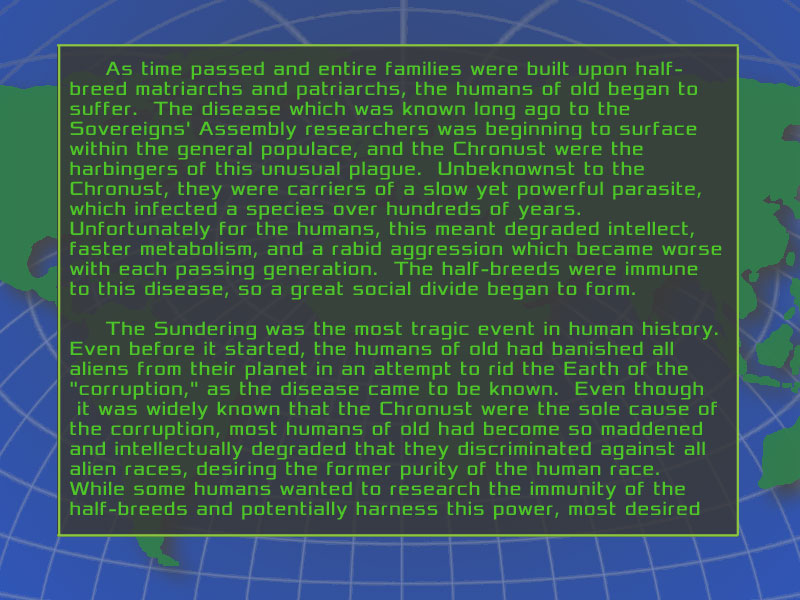 As time passed and entire families were built upon half-
breed matriarchs and patriarchs, the humans of old began to
suffer.  The disease which was known long ago to the
Sovereigns' Assembly researchers was beginning to surface
within the general populace, and the Chronust were the
harbingers of this unusual plague.  Unbeknownst to the
Chronust, they were carriers of a slow yet powerful parasite,
which infected a species over hundreds of years.
Unfortunately for the humans, this meant degraded intellect,
faster metabolism, and a rabid aggression which became worse
with each passing generation.  The half-breeds were immune
to this disease, so a great social divide began to form.

The Sundering was the most tragic event in human history.
Even before it started, the humans of old had banished all
aliens from their planet in an attempt to rid the Earth of the
"corruption," as the disease came to be known.  Even though
it was widely known that the Chronust were the sole cause of
the corruption, most humans of old had become so maddened
and intellectually degraded that they discriminated against all
alien races, desiring the former purity of the human race.
While some humans wanted to research the immunity of the
half-breeds and potentially harness this power, most desired